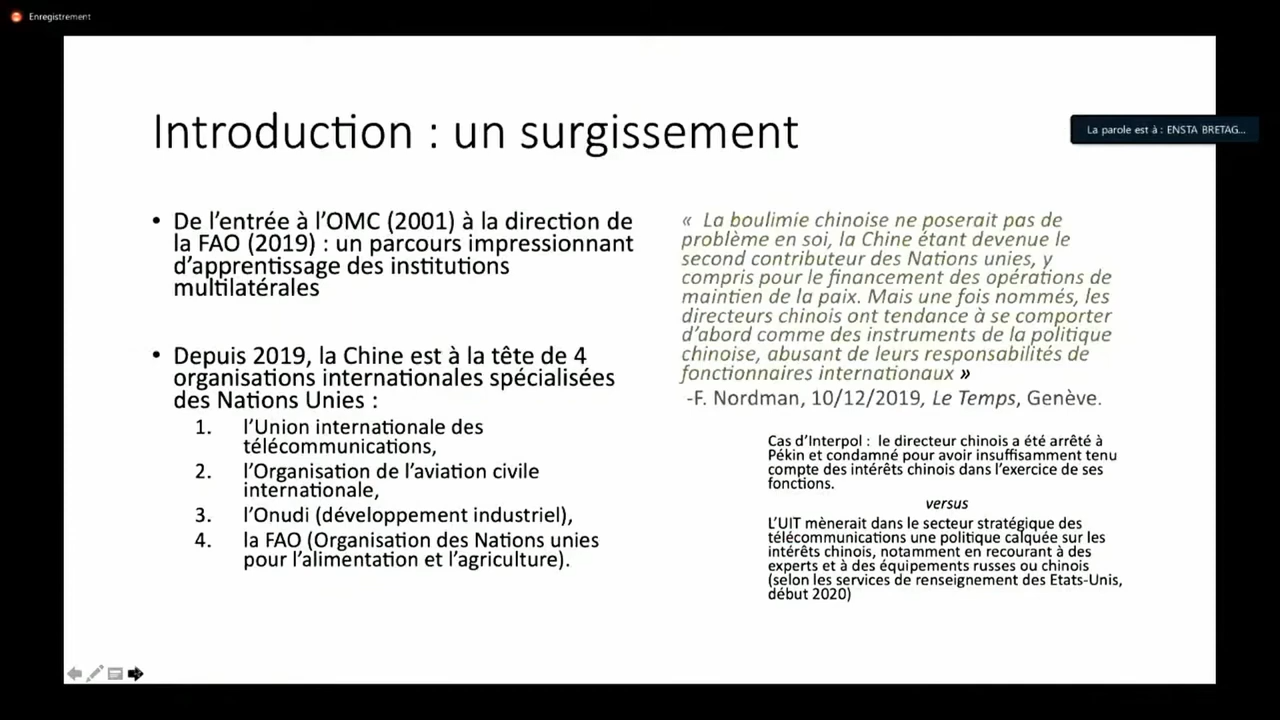 Enregistrement
Introduction : un surgissement
La parole est à : ENSTA BRETAG...
• De l'entrée à l'OMC (2001) à la direction de
la FAO (2019) : un parcours impressionnant
d'apprentissage des institutions
multilatérales
• Depuis 2019, la Chine est à la tête de 4
organisations internationales spécialisées
des Nations Unies :
1. l'Union internationale des
télécommunications,
2. l'Organisation de l'aviation civile
internationale,
3. l'Onudi (développement industriel),
4. la FAO (Organisation des Nations unies
pour l'alimentation et l'agriculture).
« La boulimie chinoise ne poserait pas de
problème en soi, la Chine étant devenue le
second contributeur des Nations unies, y
compris pour le financement des opérations de
maintien de la paix. Mais une fois nommés, les
directeurs chinois ont tendance à se comporter
d'abord comme des instruments de la politique
chinoise, abusant de leurs responsabilités de
fonctionnaires internationaux »
-F. Nordman, 10/12/2019, Le Temps, Genève.
Cas d'Interpol : le directeur chinois a été arrêté à
Pékin et condamné pour avoir insuffisamment tenu
compte des intérêts chinois dans l'exercice de ses
fonctions.
versus
L'UIT mènerait dans le secteur stratégique des
télécommunications une politique calquée sur les
intérêts chinois, notamment en recourant à des
experts et à des équipements russes ou chinois
(selon les services de renseignement des Etats-Unis,
début 2020)